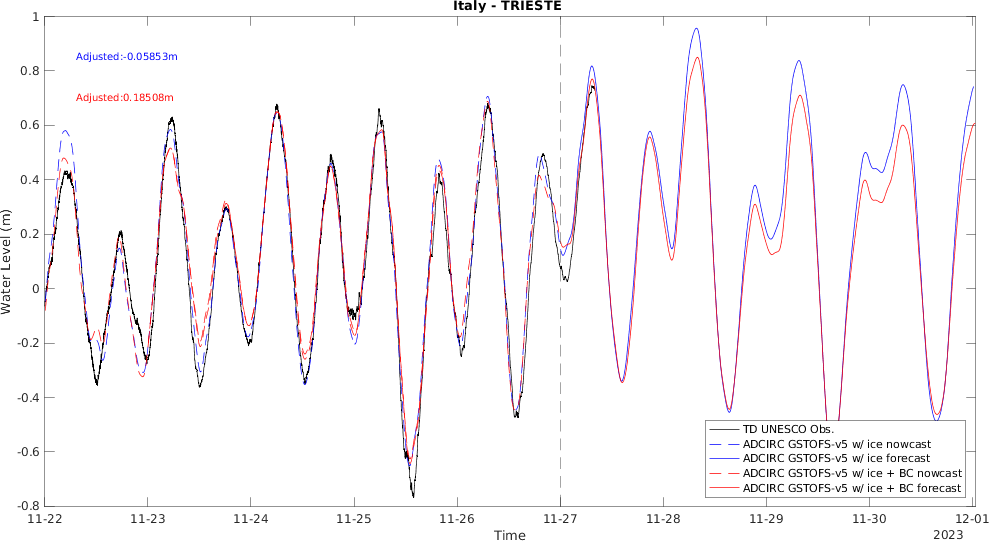 Italy - TRIESTE
Adjusted:-0.05853m
Adjusted:0.18508m
Water Level (m)
1
0.8
0.6
0.4
0.2
0
-0.2
-0.4
-0.6
-0.8
TD UNESCO Obs.
ADCIRC GSTOFS-v5 w/ ice nowcast
ADCIRC GSTOFS-v5 w/ ice forecast
ADCIRC GSTOFS-v5 w/ ice + BC nowcast
ADCIRC GSTOFS-v5 w/ ice + BC forecast
11-22 11-23 11-24 11-25 11-26 11-27 11-28 11-29 11-30 12-01
Time
2023